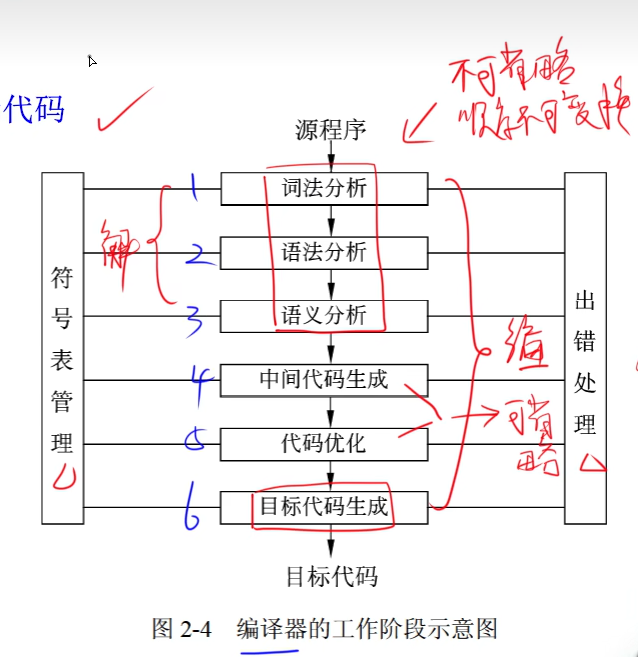 不可省略
代码
顺序不可变换
源程序
1 词法分析
解
2 语法分析
3 语义分析
符号表管理
出错处理
编
4 中间代码生成
可省略
5 代码优化
6 目标代码生成
目标代码
图 2-4 编译器的工作阶段示意图